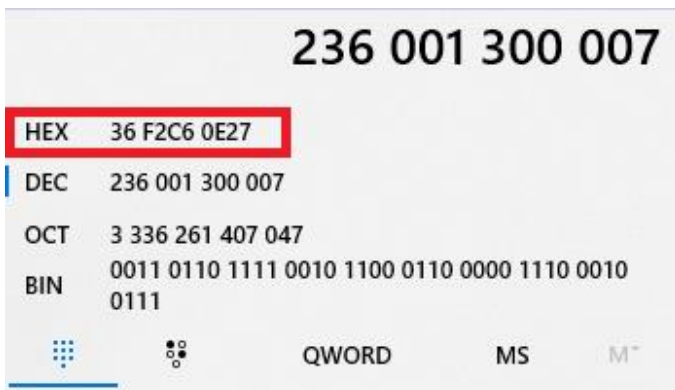 236 001 300 007
HEX 36 F2C6 0E27
DEC 236 001 300 007
OCT 3 336 261 407 047
BIN 0011 0110 1111 0010 1100 0110 0000 1110 0010
0111
QWORD MS M˅